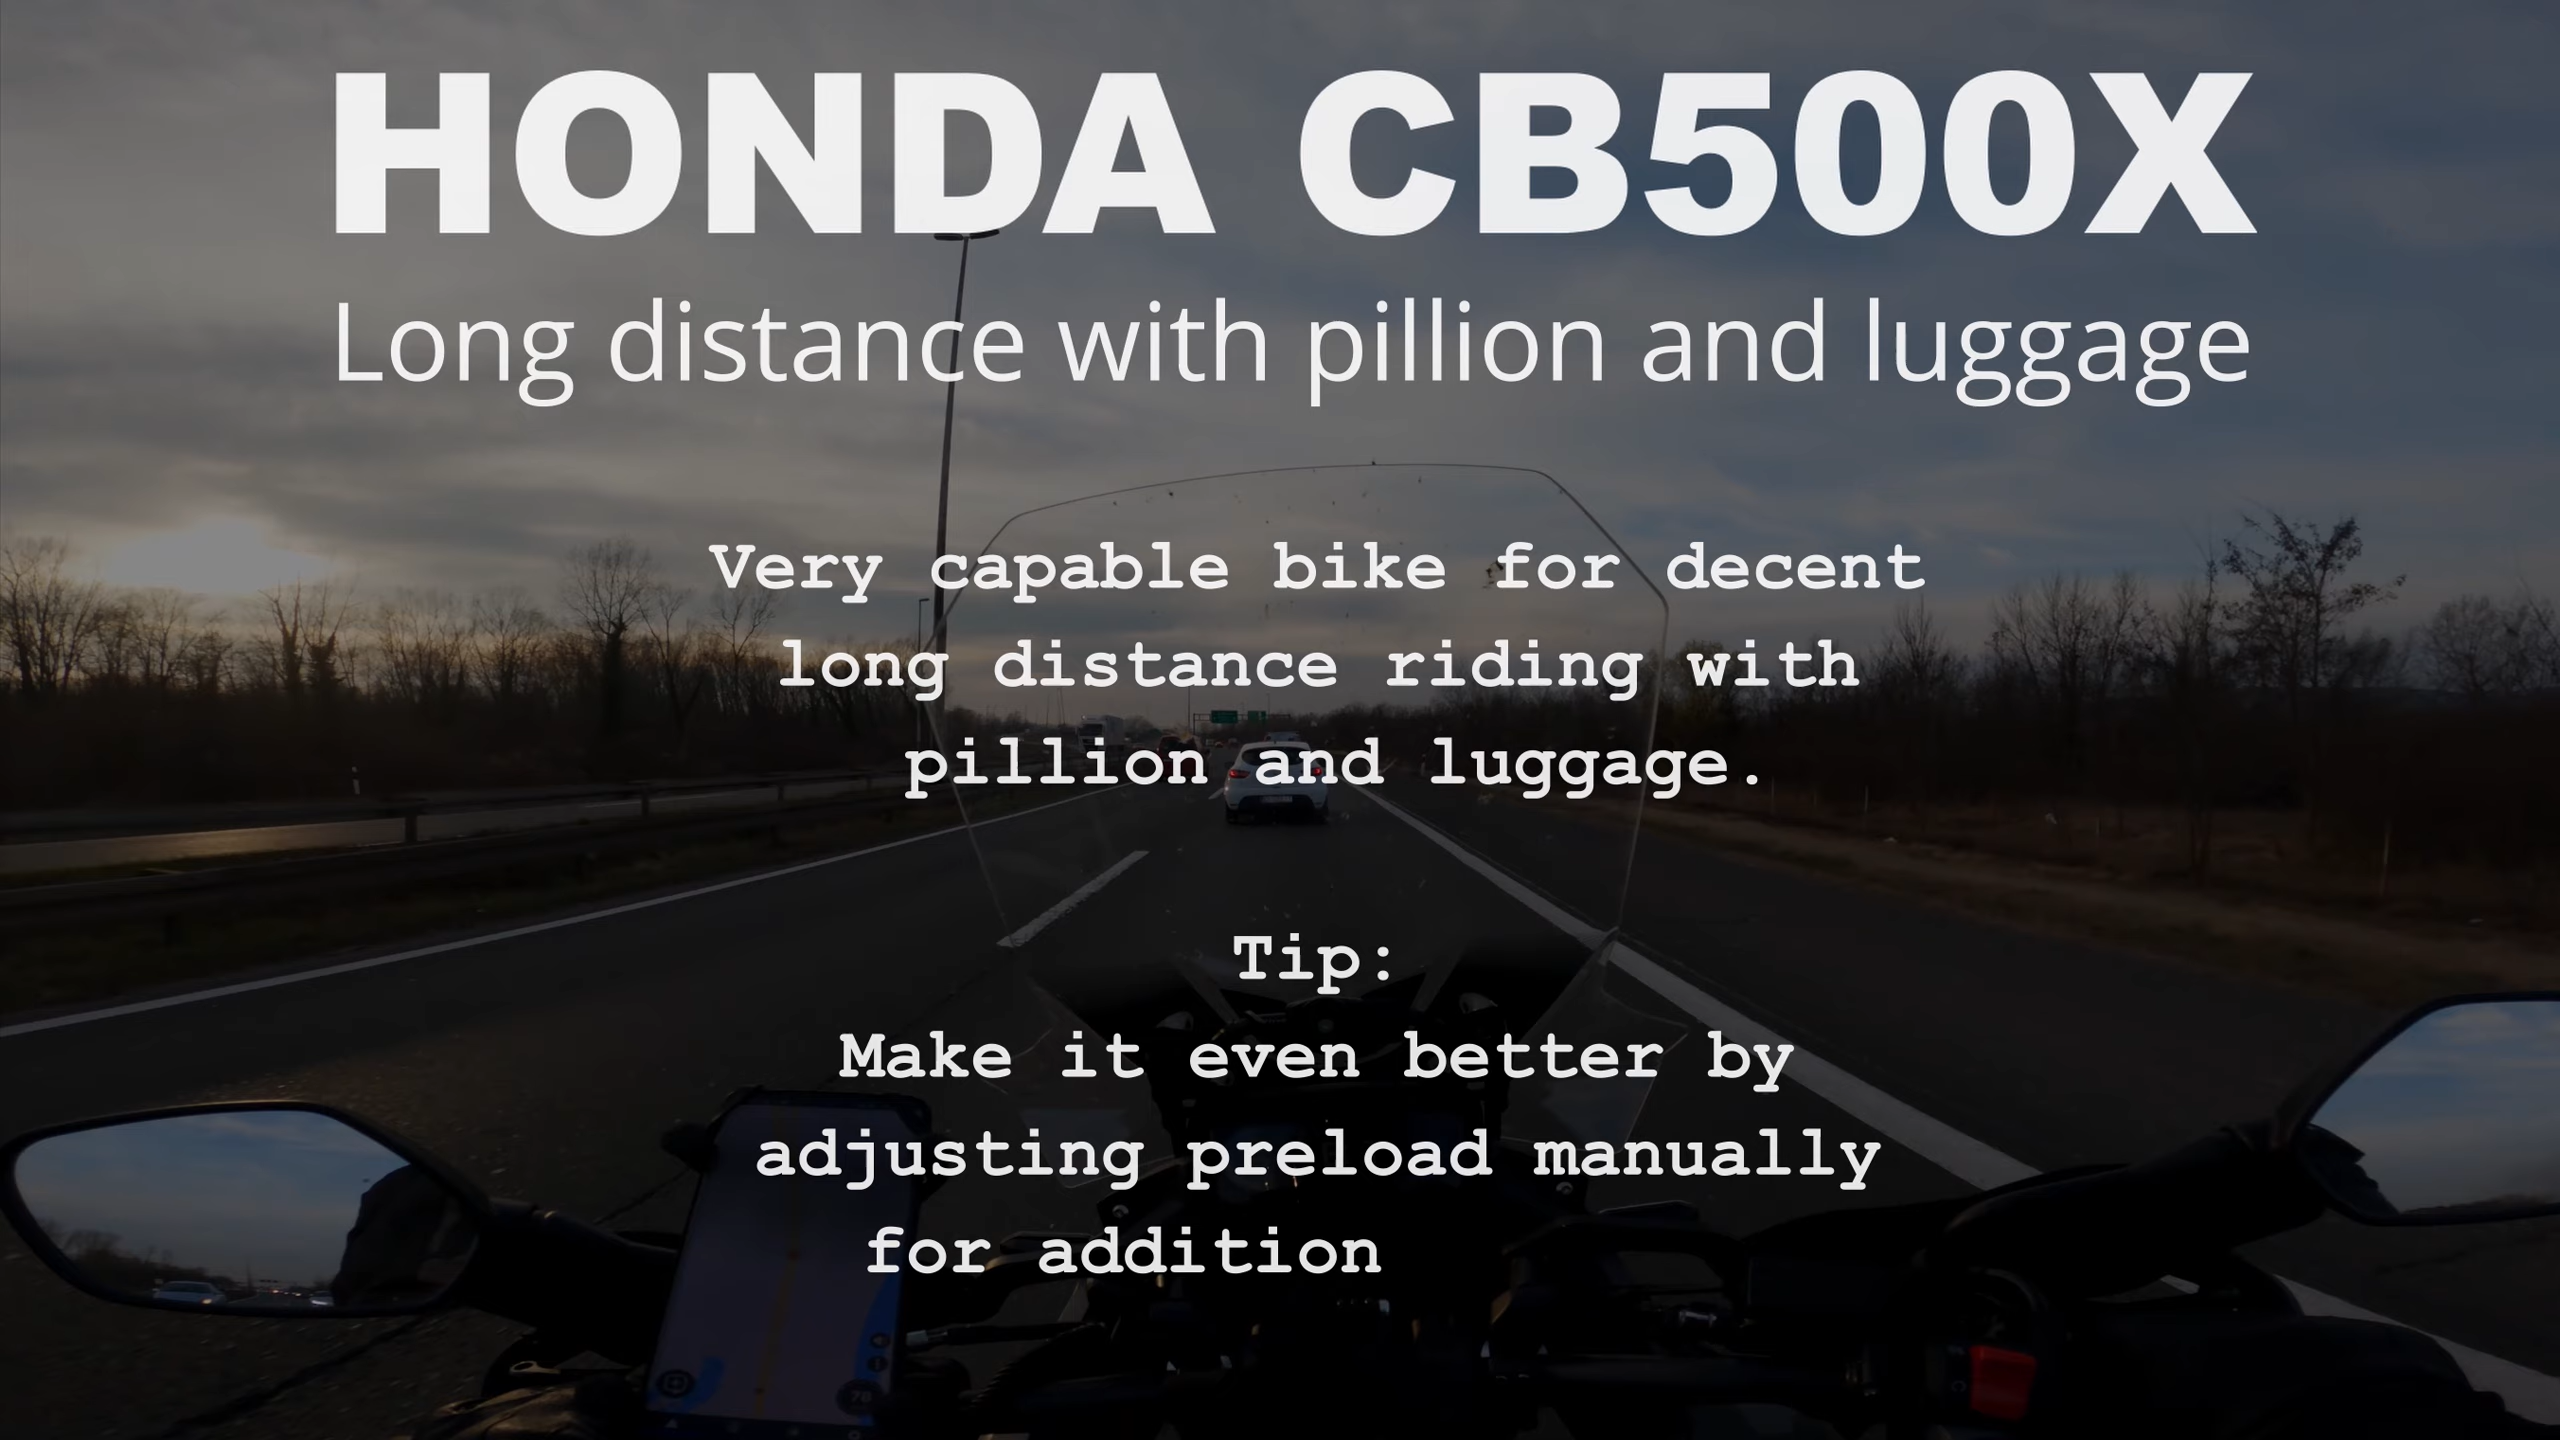 HONDA CB500X
Long distance with pillion and luggage
Very capable bike for decent
long distance riding with
pillion and luggage.
Tip:
Make it even better by
adjusting preload manually
for addition